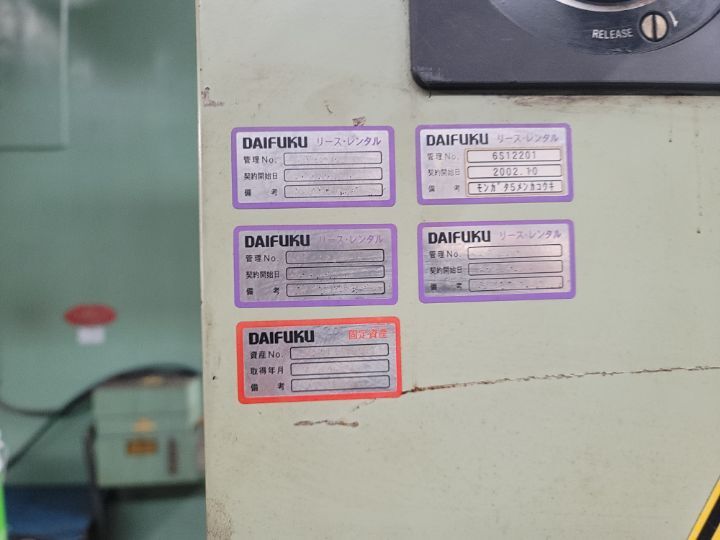 RELEASE
DAIFUKU リース・レンタル
管理No.
契約開始日
備考
DAIFUKU リース・レンタル
管理No. 6S12201
契約開始日 2002.10
備考 モンガタ5メンカコウキ
DAIFUKU リース・レンタル
管理No.
契約開始日
備考
DAIFUKU リース・レンタル
管理No.
契約開始日
備考
DAIFUKU 固定資産
資産No.
取得年月
備考